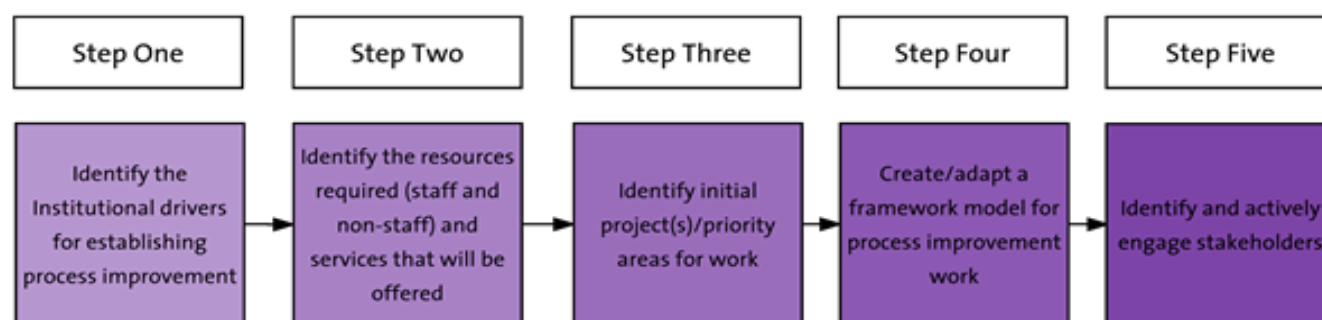 Step One
Step Two
Step Three
Step Four
Step Five
Identify the
Institutional drivers
for establishing
process improvement
Identify the resources
required (staff and
non-staff) and
services that will be
offered
Identify initial
project(s)/priority
areas for work
Create/adapt a
framework model for
process improvement
work
Identify and actively
engage stakeholders